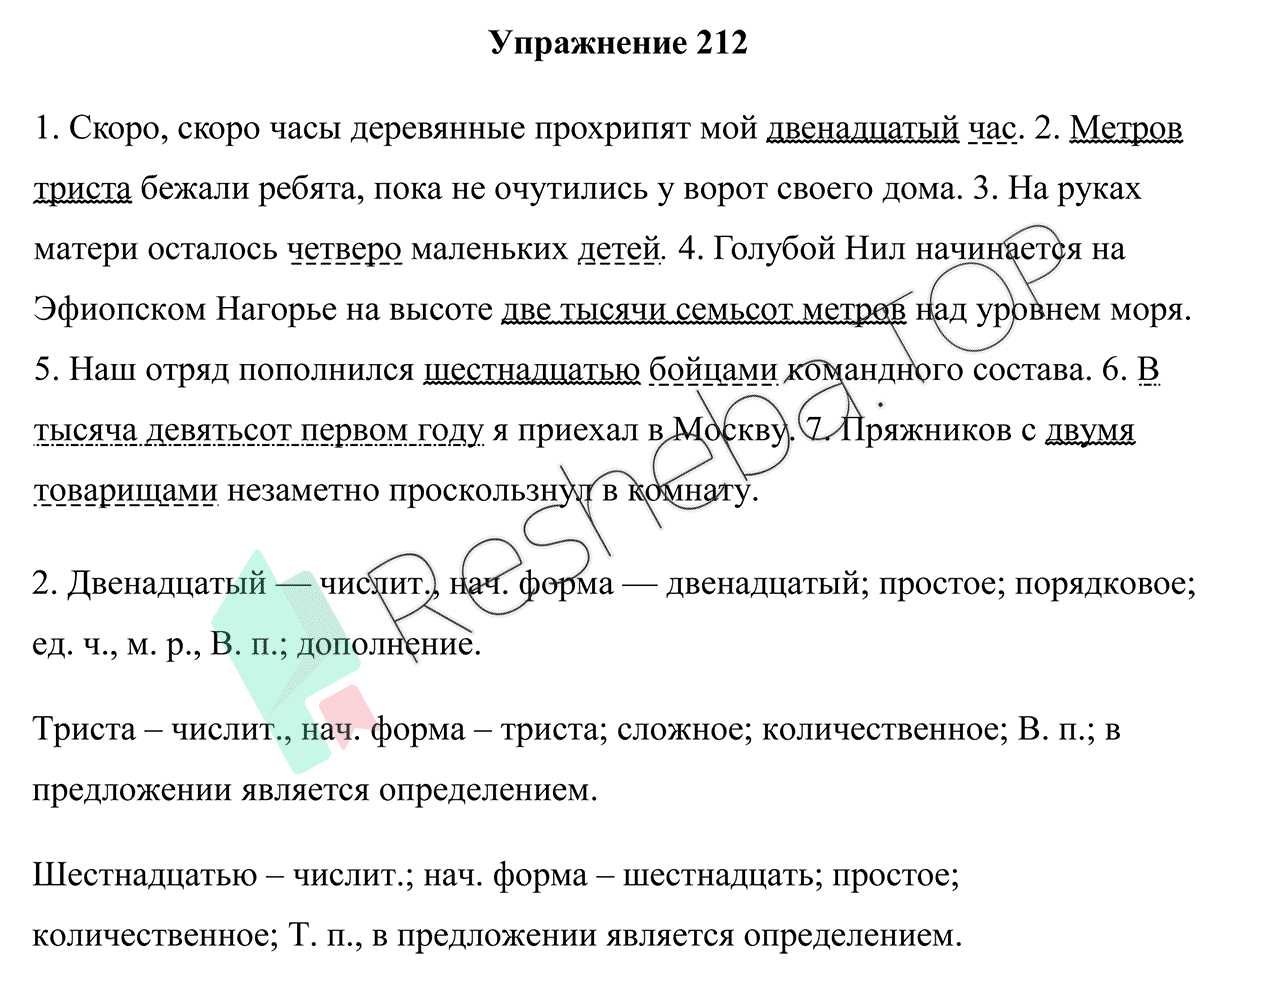 Упражнение 212
1. Скоро, скоро часы деревянные прохрипят мой двенадцатый час. 2. Метров
триста бежали ребята, пока не очутились у ворот своего дома. 3. На руках
матери осталось четверо маленьких детей. 4. Голубой Нил начинается на
Эфиопском Нагорье на высоте две тысячи семьсот метров над уровнем моря.
5. Наш отряд пополнился шестнадцатью бойцами командного состава. 6. В
тысяча девятьсот первом году я приехал в Москву. 7. Пряжников с двумя
товарищами незаметно проскользнул в комнату.
2. Двенадцатый — числит., нач. форма — двенадцатый; простое; порядковое;
ед. ч., м. р., В. п.; дополнение.
Триста – числит., нач. форма – триста; сложное; количественное; В. п.; в
предложении является определением.
Шестнадцатью – числит.; нач. форма – шестнадцать; простое;
количественное; Т. п., в предложении является определением.
Resheba.TOP